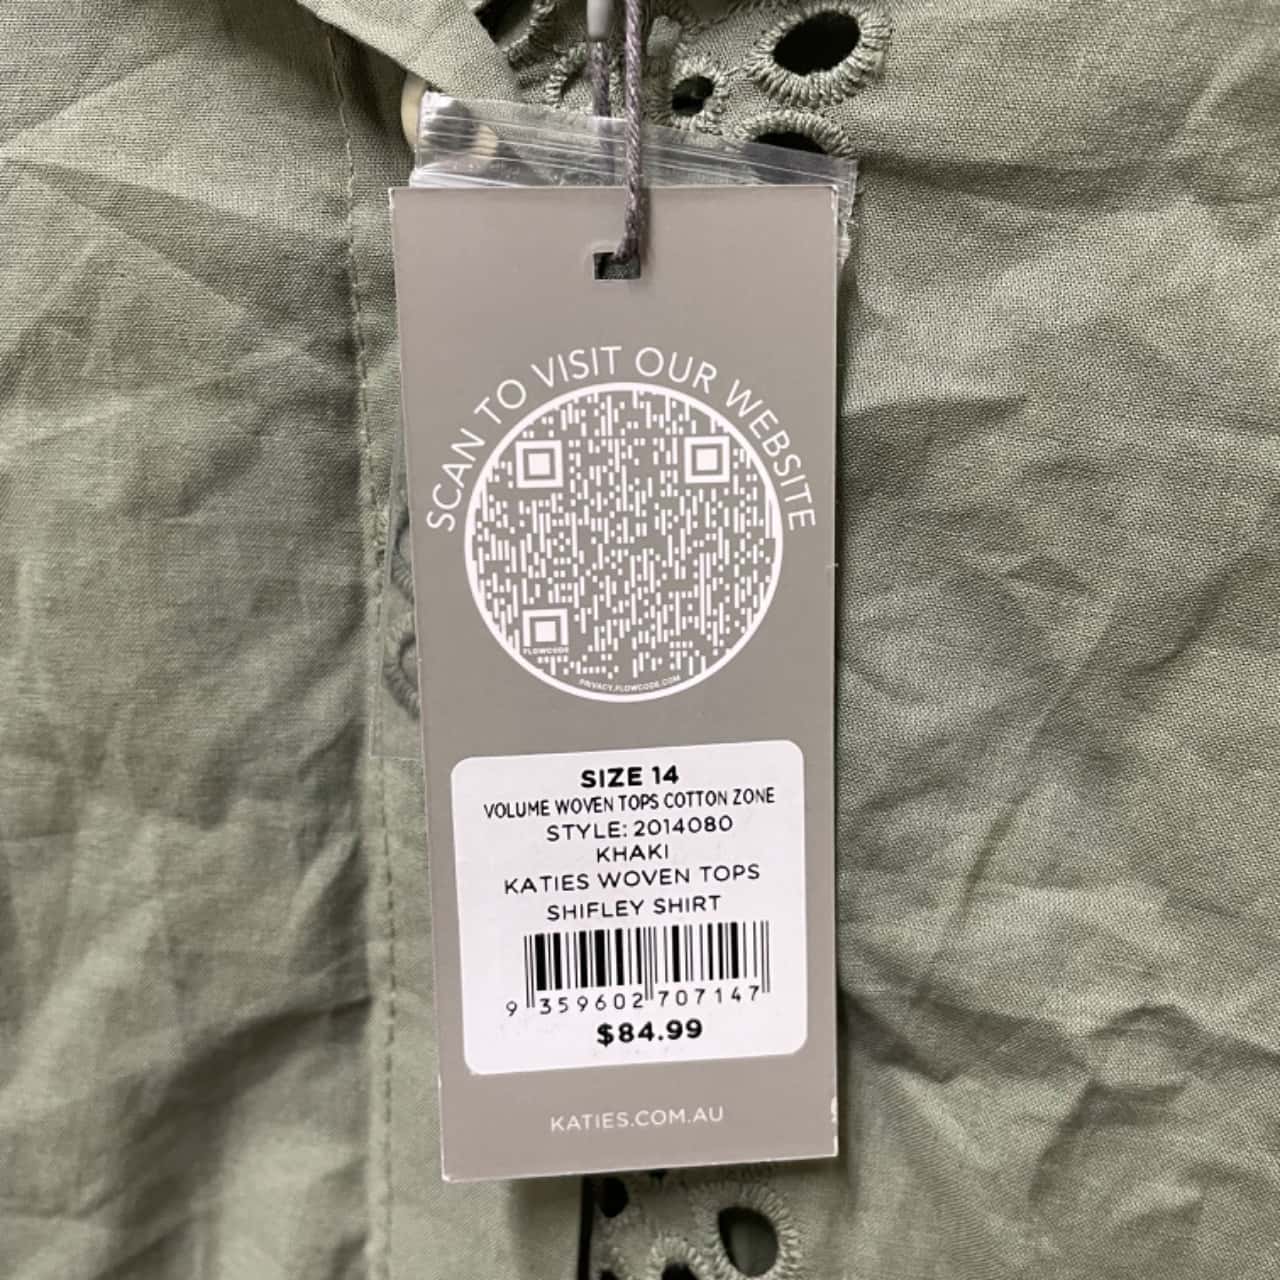 SCAN TO VISIT OUR WEBSITE
FLOWCODE
PRIVACY.FLOWCODE.COM
SIZE 14
VOLUME WOVEN TOPS COTTON ZONE
STYLE: 2014080
KHAKI
KATIES WOVEN TOPS
SHIFLEY SHIRT
9 359602 707147
$84.99
KATIES.COM.AU